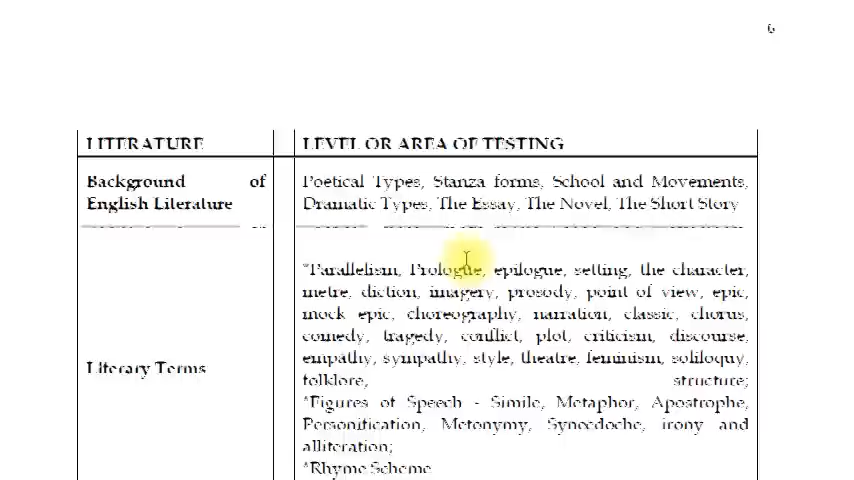 6
LITERATURE LEVEL OR AREA OF TESTING
Background of Poetical Types, Stanza forms, School and Movements,
English Literature Dramatic Types, The Essay, The Novel, The Short Story
*Parallelism, Prologue, epilogue, setting, the character,
metre, diction, imagery, prosody, point of view, epic,
mock epic, choreography, narration, classic, chorus,
comedy, tragedy, conflict, plot, criticism, discourse,
Literary Terms empathy, sympathy, style, theatre, feminism, soliloquy,
folklore, structure;
*Figures of Speech - Simile, Metaphor, Apostrophe,
Personification, Metonymy, Synecdoche, irony and
alliteration;
*Rhyme Scheme